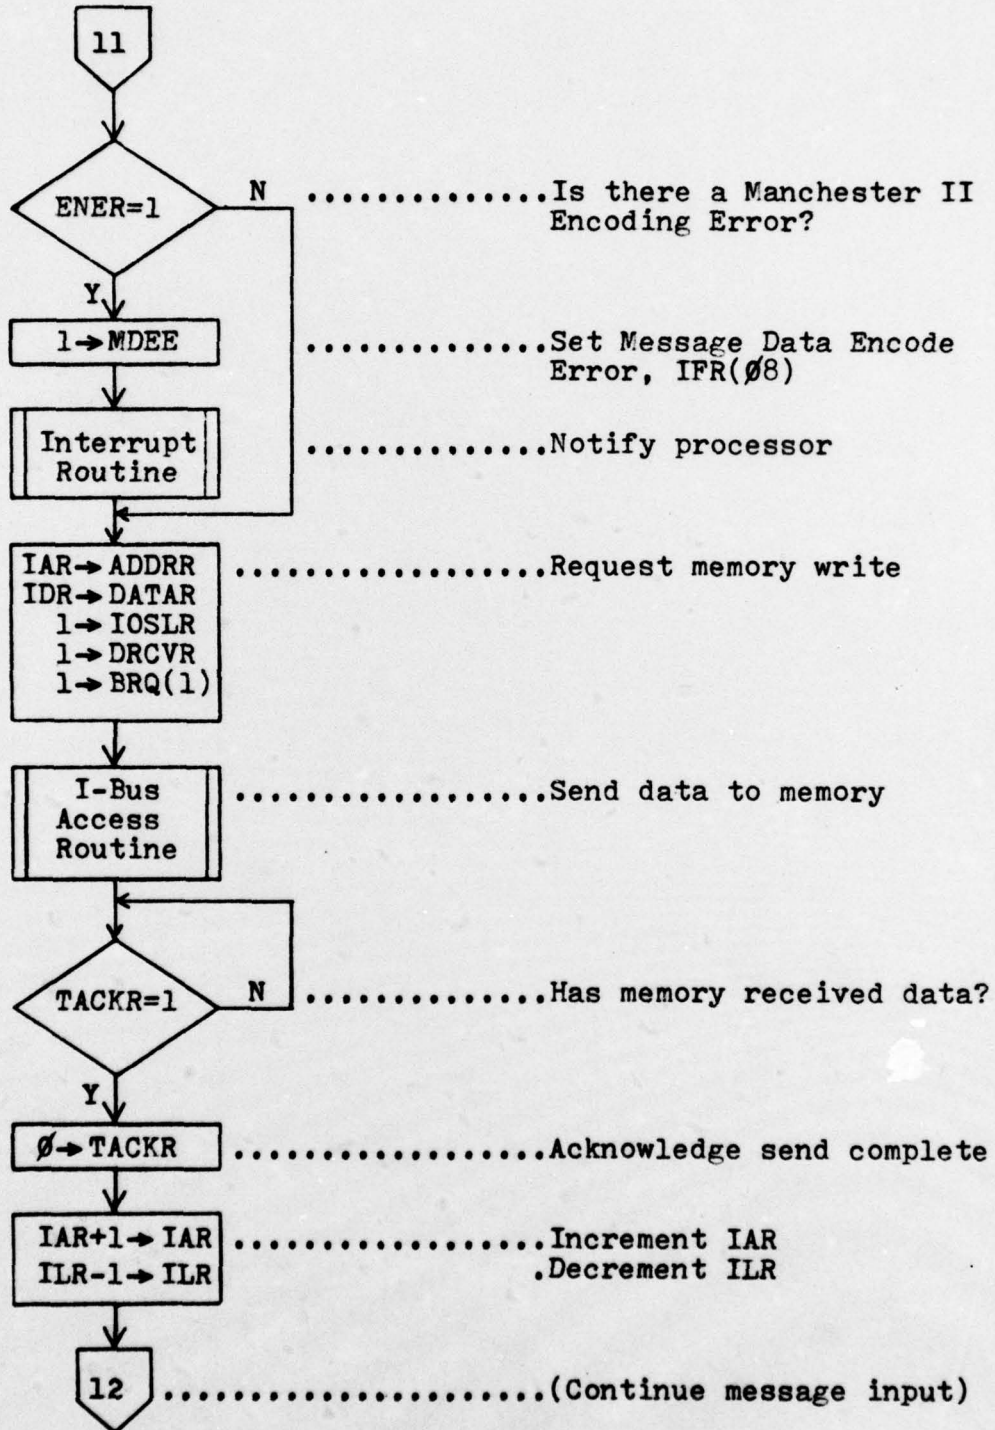 11
ENER=1 N ..............Is there a Manchester II
Encoding Error?
Y
1→MDEE ..............Set Message Data Encode
Error, IFR(Ø8)
Interrupt ..............Notify processor
Routine
IAR→ADDRR ..................Request memory write
IDR→DATAR
1→IOSLR
1→DRCVR
1→BRQ(1)
I-Bus ..................Send data to memory
Access
Routine
TACKR=1 N ..............Has memory received data?
Y
Ø→TACKR ..................Acknowledge send complete
IAR+1→IAR ..................Increment IAR
ILR-1→ILR .Decrement ILR
12 ......................(Continue message input)